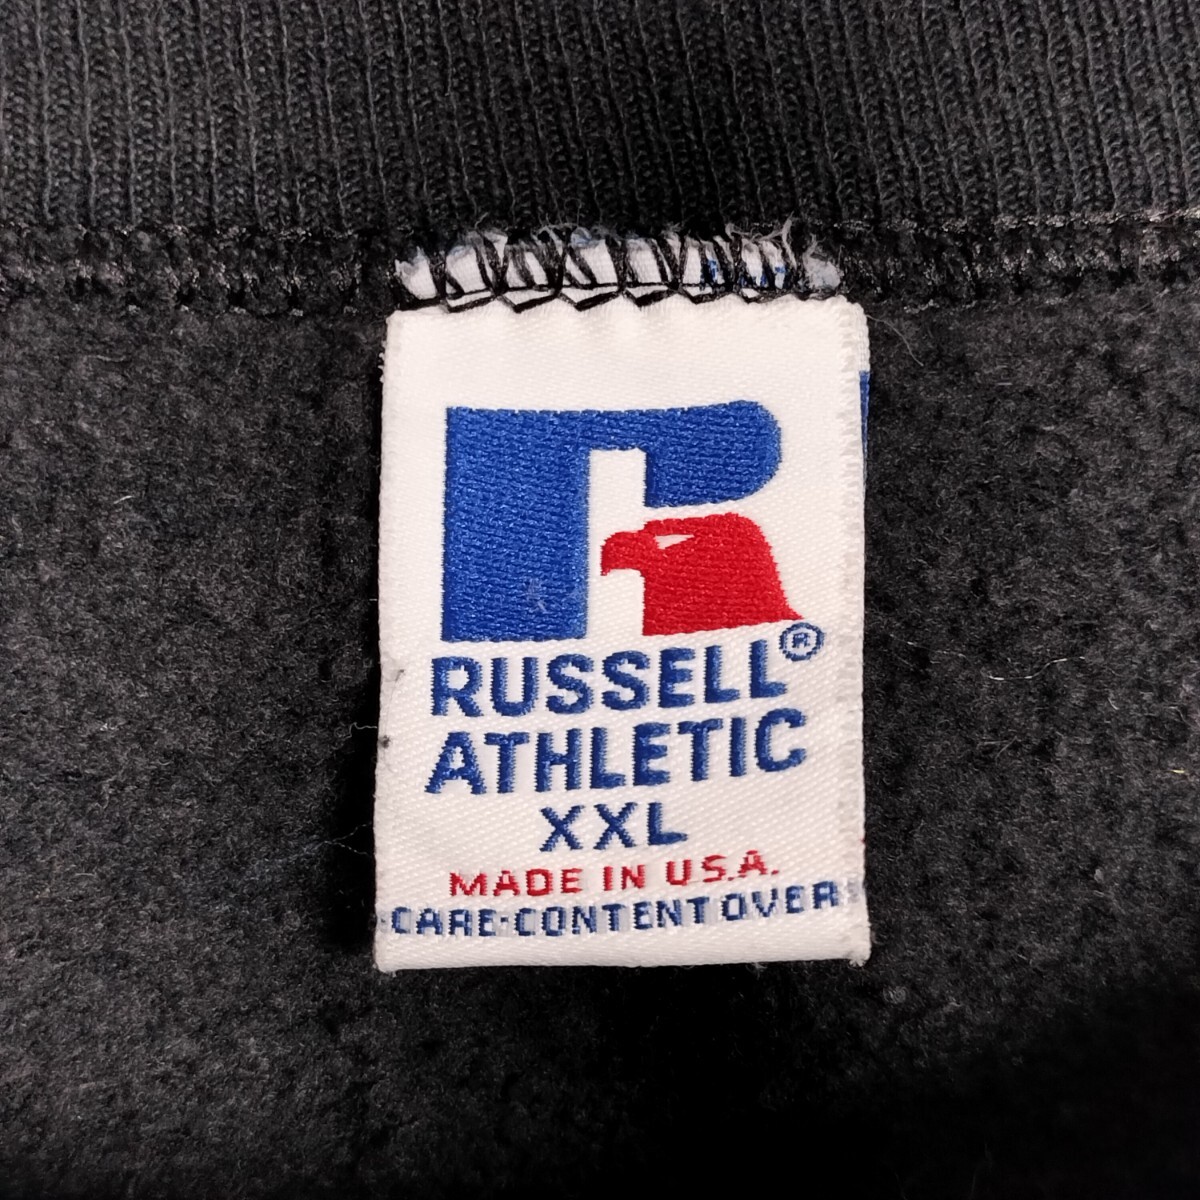 RUSSELL®
ATHLETIC
XXL
MADE IN U.S.A.
·CARE·CONTENT OVER